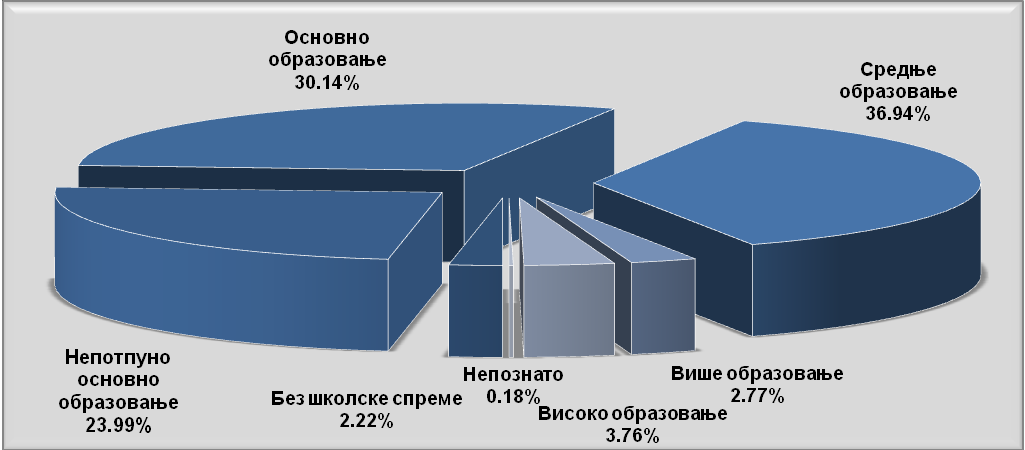 Основно
образовање
30.14%
Средње
образовање
36.94%
Непотпуно
основно
образовање
23.99%
Без школске спреме
2.22%
Непознато
0.18%
Високо образовање
3.76%
Више образовање
2.77%